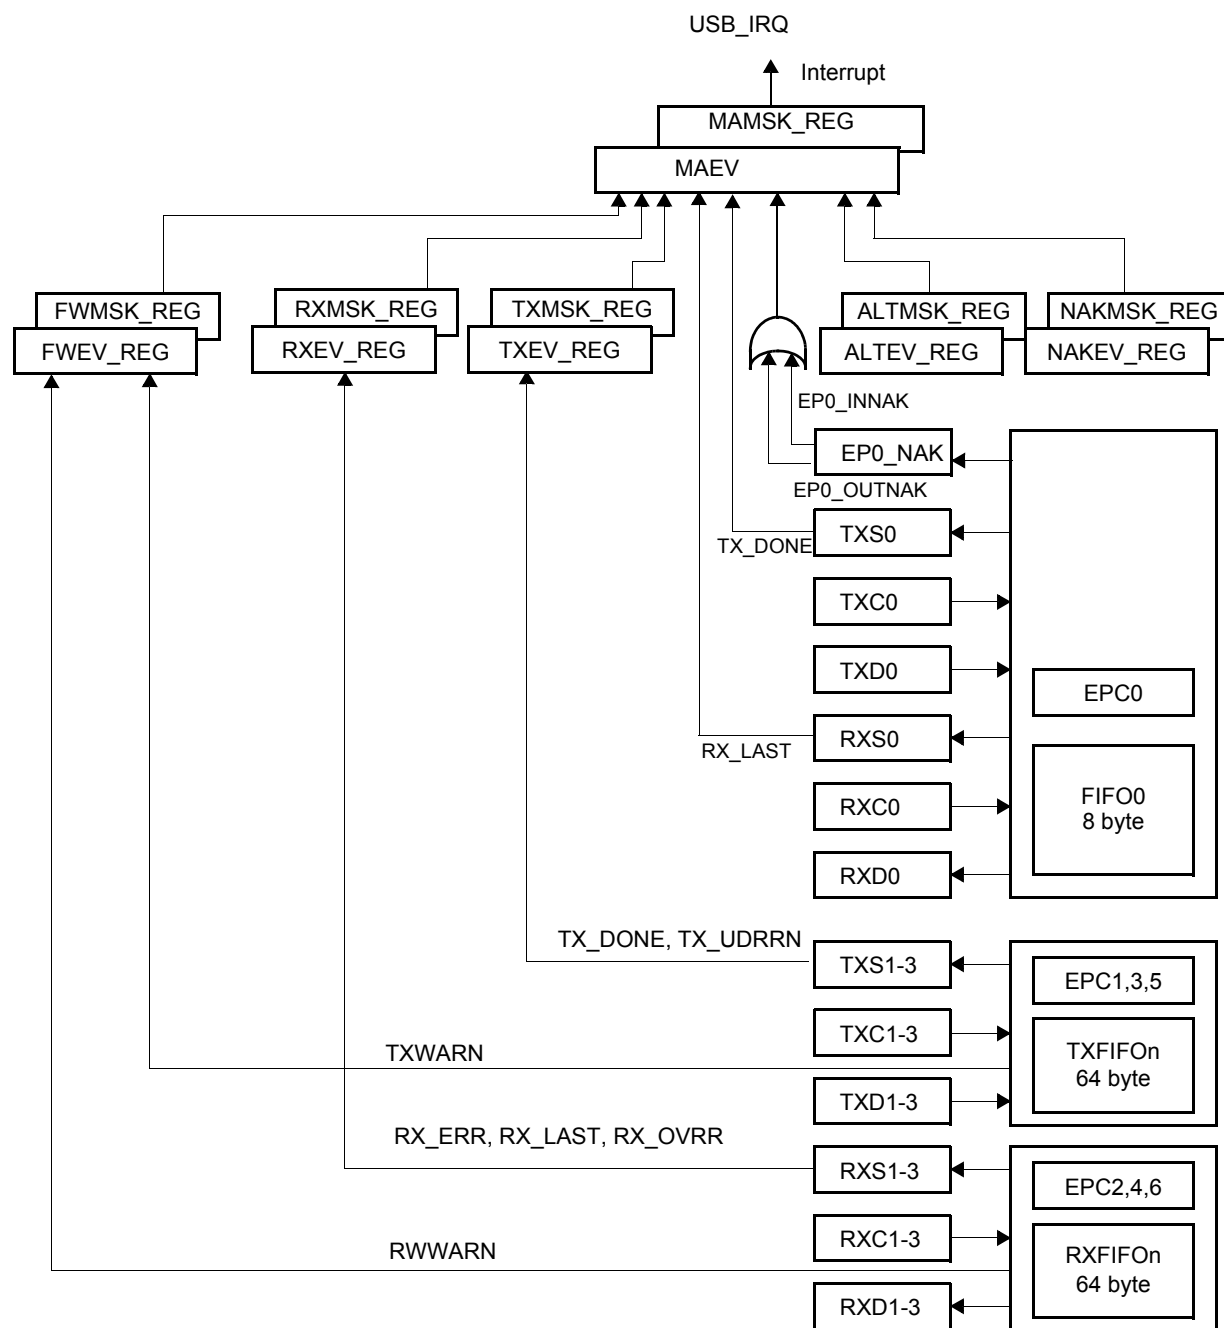 USB_IRQ
Interrupt
MAMSK_REG
MAEV
FWMSK_REG
RXMSK_REG
TXMSK_REG
ALTMSK_REG
NAKMSK_REG
FWEV_REG
RXEV_REG
TXEV_REG
ALTEV_REG
NAKEV_REG
EP0_INNAK
EP0_NAK
EP0_OUTNAK
TXS0
TX_DONE
TXC0
TXD0
EPC0
RXS0
RX_LAST
RXC0
FIFO0
8 byte
RXD0
TX_DONE, TX_UDRRN
TXS1-3
EPC1,3,5
TXC1-3
TXWARN
TXFIFOn
64 byte
TXD1-3
RX_ERR, RX_LAST, RX_OVRR
RXS1-3
EPC2,4,6
RXC1-3
RWWARN
RXFIFOn
64 byte
RXD1-3